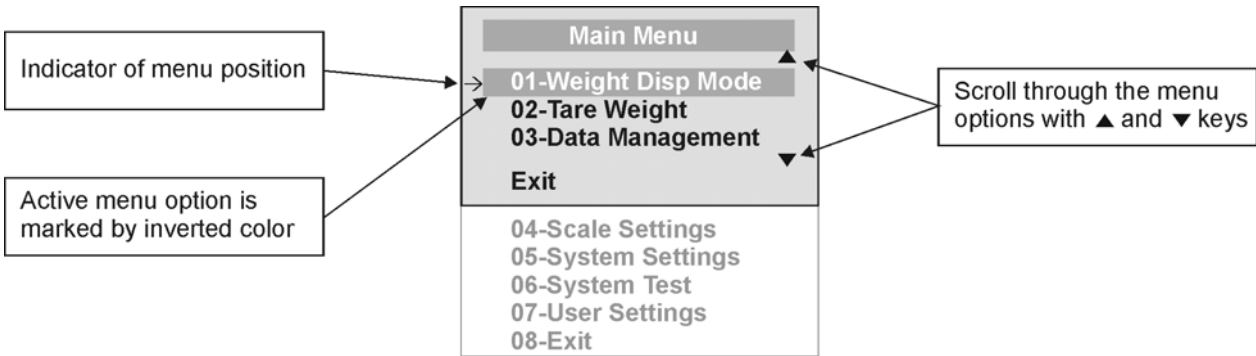 Main Menu
Indicator of menu position
→ 01-Weight Disp Mode
02-Tare Weight
03-Data Management
Exit
Scroll through the menu
options with ▲ and ▼ keys
Active menu option is
marked by inverted color
04-Scale Settings
05-System Settings
06-System Test
07-User Settings
08-Exit